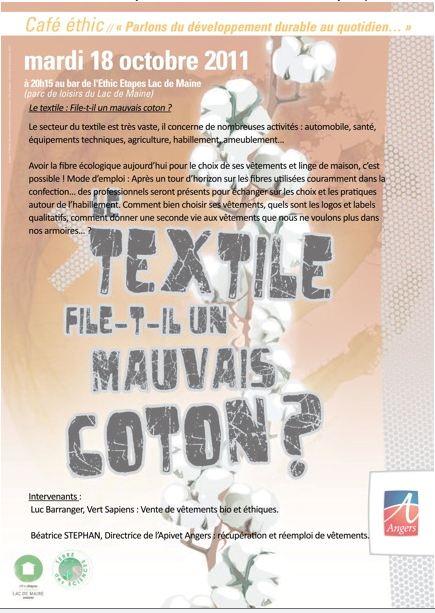 Café éthic // « Parlons du développement durable au quotidien… »
mardi 18 octobre 2011
à 20h15 au bar de l'Ethic Etapes Lac de Maine
(parc de loisirs du Lac de Maine)
Le textile : File-t-il un mauvais coton ?
Le secteur du textile est très vaste, il concerne de nombreuses activités : automobile, santé,
équipements techniques, agriculture, habillement, ameublement…
Avoir la fibre écologique aujourd'hui pour le choix de ses vêtements et linge de maison, c'est
possible ! Mode d'emploi : Après un tour d'horizon sur les fibres utilisées couramment dans la
confection… des professionnels seront présents pour échanger sur les choix et les pratiques
autour de l'habillement. Comment bien choisir ses vêtements, quels sont les logos et labels
qualitatifs, comment donner une seconde vie aux vêtements que nous ne voulons plus dans
nos armoires… ?
LE
TEXTILE
FILE-T-IL UN
MAUVAIS
COTON?
Intervenants :
Luc Barranger, Vert Sapiens : Vente de vêtements bio et éthiques.
Béatrice STEPHAN, Directrice de l'Apivet Angers : récupération et réemploi de vêtements.
Angers
LAC DE MAINE